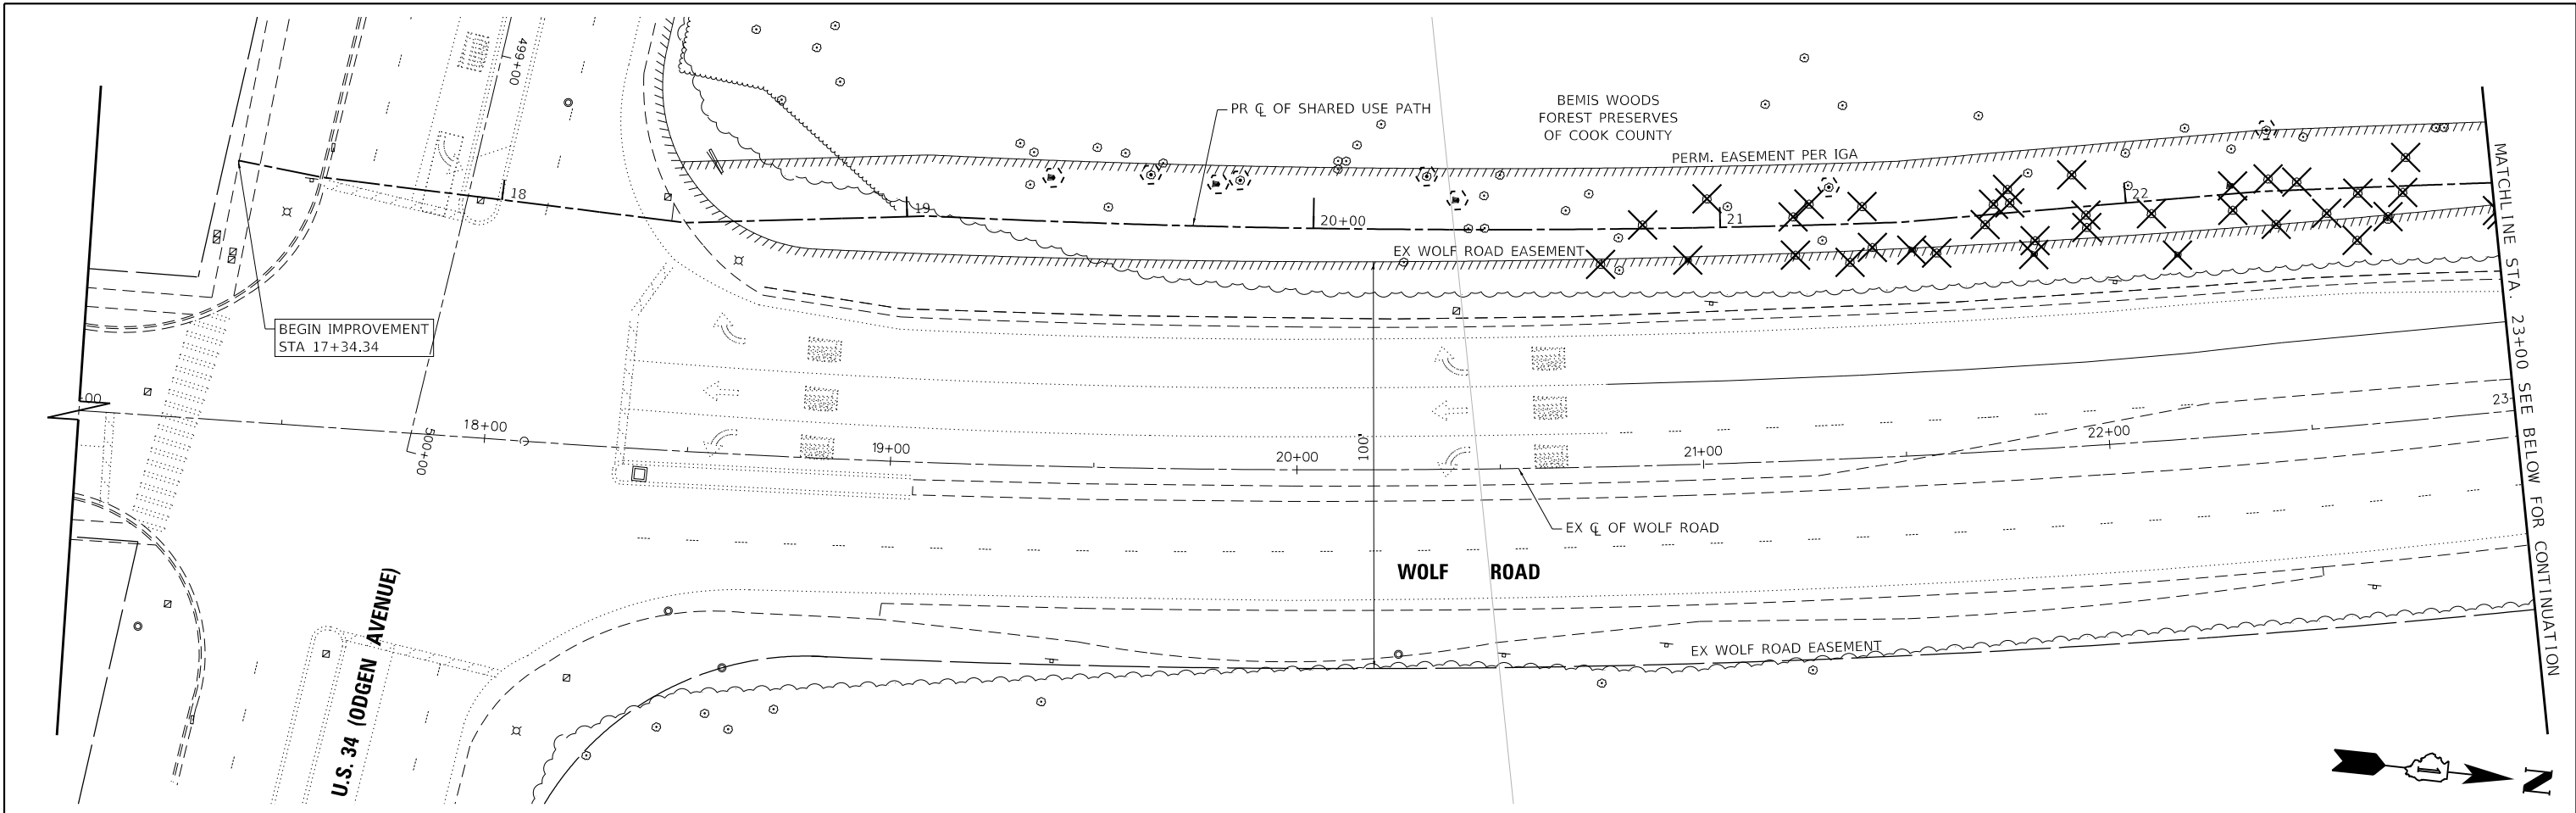 499+00
18
19
20+00
21
22
PR ℄ OF SHARED USE PATH
BEMIS WOODS
FOREST PRESERVES
OF COOK COUNTY
PERM. EASEMENT PER IGA
EX WOLF ROAD EASEMENT
BEGIN IMPROVEMENT
STA 17+34.34
00
500+00
18+00
19+00
20+00
21+00
22+00
23
100'
EX ℄ OF WOLF ROAD
WOLF ROAD
EX WOLF ROAD EASEMENT
U.S. 34 (ODGEN AVENUE)
MATCHLINE STA. 23+00 SEE BELOW FOR CONTINUATION
N